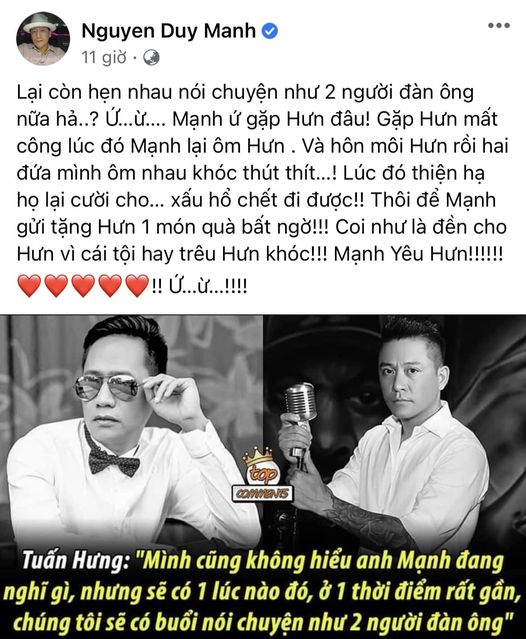 Nguyen Duy Manh
11 giờ ·
Lại còn hẹn nhau nói chuyện như 2 người đàn ông
nữa hả..? Ứ...ừ.... Mạnh ứ gặp Hưn đâu! Gặp Hưn mất
công lúc đó Mạnh lại ôm Hưn . Và hôn môi Hưn rồi hai
đứa mình ôm nhau khóc thút thít...! Lúc đó thiện hạ
họ lại cười cho... xấu hổ chết đi được!! Thôi để Mạnh
gửi tặng Hưn 1 món quà bất ngờ!!! Coi như là đền cho
Hưn vì cái tội hay trêu Hưn khóc!!! Mạnh Yêu Hưn!!!!!!
❤️❤️❤️❤️❤️!! Ứ...ừ...!!!!
top
COMMENTS
Tuấn Hưng: "Mình cũng không hiểu anh Mạnh đang
nghĩ gì, nhưng sẽ có 1 lúc nào đó, ở 1 thời điểm rất gần,
chúng tôi sẽ có buổi nói chuyện như 2 người đàn ông"